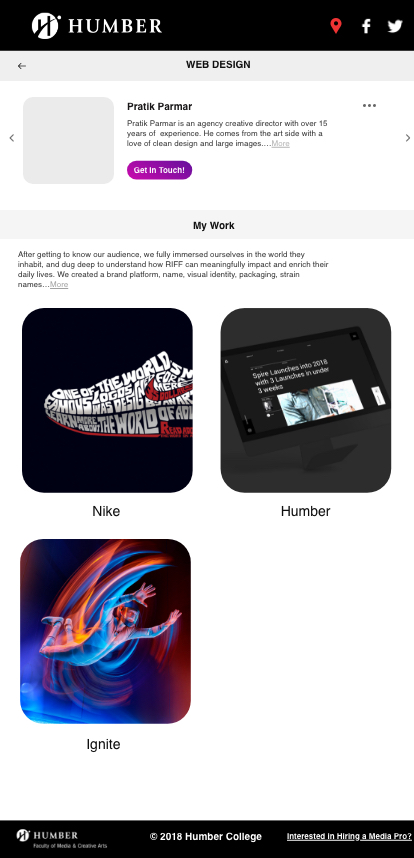 HUMBER
WEB DESIGN
Pratik Parmar
Pratik Parmar is an agency creative director with over 15
years of experience. He comes from the art side with a
love of clean design and large images....More
Get in Touch!
My Work
After getting to know our audience, we fully immersed ourselves in the world they
inhabit, and dug deep to understand how RIFF can meaningfully impact and enrich their
daily lives. We created a brand platform, name, visual identity, packaging, strain
names...More
ONE OF THE WORLD'S
FAMOUS LOGOS WAS DESIGN
LEARN MORE ABOUT THE WORLD OF ADV
Spire Launches into 2018
with 3 Launches in under
3 weeks
Nike
Humber
Ignite
HUMBER
Faculty of Media & Creative Arts
© 2018 Humber College
Interested in Hiring a Media Pro?